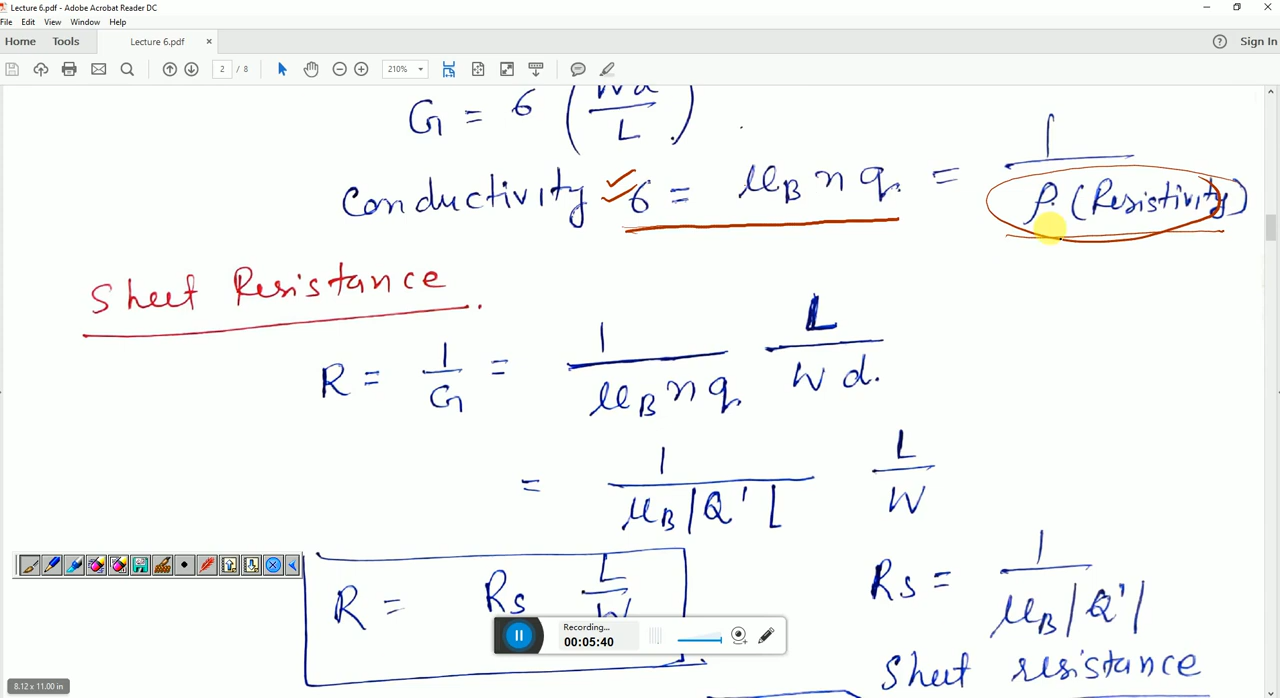 Lecture 6.pdf - Adobe Acrobat Reader DC
File Edit View Window Help
Home Tools Lecture 6.pdf × ? Sign In
2 / 8 210%
G = σ (Wd / L)
Conductivity ✓ σ = μB n q = 1 / ρ (Resistivity)
Sheet Resistance.
R = 1 / G = 1 / μB n q L / W d.
= 1 / μB |Q'| L / W
R = Rs L / W
Rs = 1 / μB |Q'|
Recording...
00:05:40
Sheet resistance
8.12 x 11.00 in